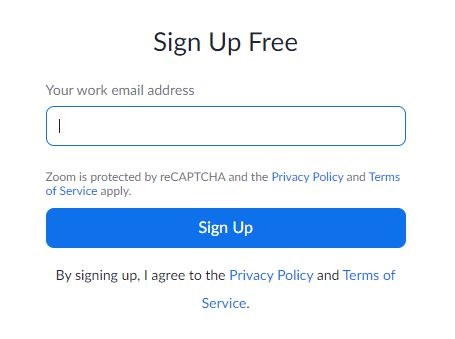 Sign Up Free
Your work email address
Zoom is protected by reCAPTCHA and the Privacy Policy and Terms
of Service apply.
Sign Up
By signing up, I agree to the Privacy Policy and Terms of
Service.